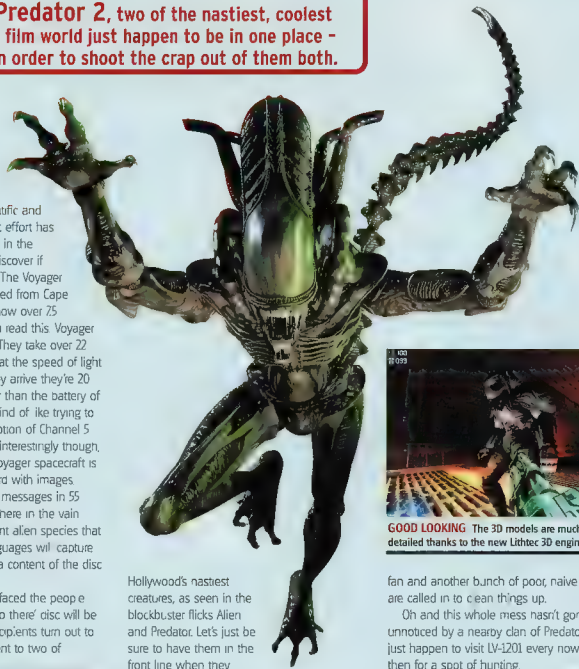 Predator 2, two of the nastiest, coolest
film world just happen to be in one place -
n order to shoot the crap out of them both.
tific and
effort has
in the
iscover if
The Voyager
ed from Cape
ow over 7.5
read this Voyager
They take over 22
at the speed of light
y arrive they're 20
than the battery of
ind of like trying to
ption of Channel 5
interestingly though,
oyager spacecraft is
rd with images,
messages in 55
here in the vain
nt alien species that
guages will capture
a content of the disc
faced the people
o there' disc will be
cipients turn out to
nt to two of
Hollywood's nastiest
creatures, as seen in the
blockbuster flicks Alien
and Predator. Let's just be
sure to have them in the
front line when they
100
099
GOOD LOOKING The 3D models are much
detailed thanks to the new Lithtec 3D engin
fan and another bunch of poor, naive
are called in to clean things up.
Oh and this whole mess hasn't gon
unnoticed by a nearby clan of Predato
just happen to visit LV-1201 every now
then for a spot of hunting.